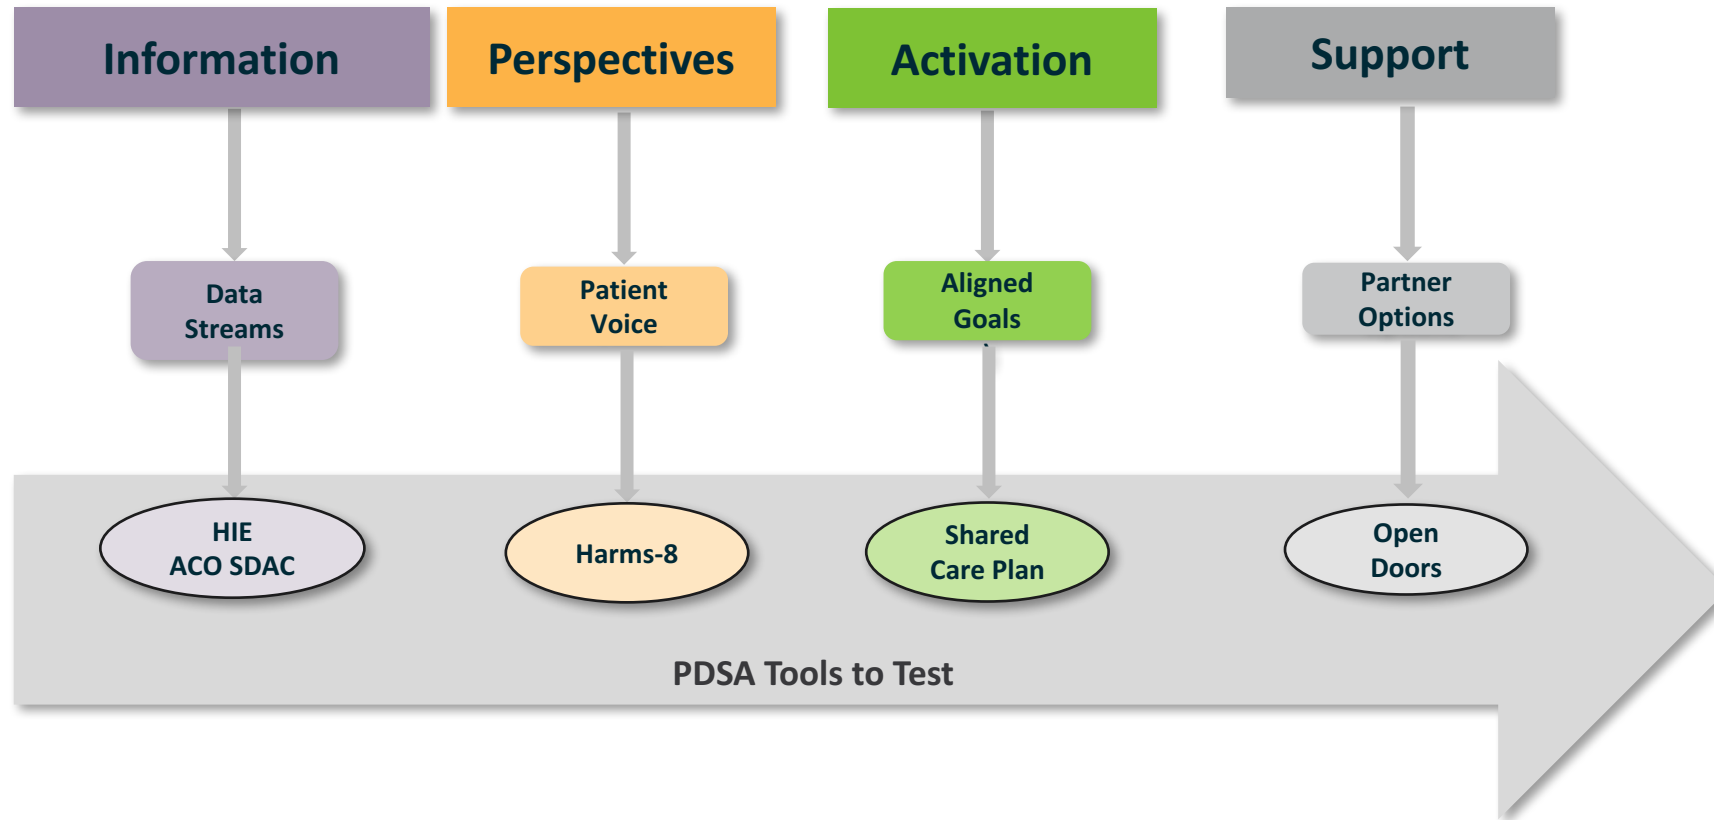 Information
Perspectives
Activation
Support
Data
Streams
Patient
Voice
Aligned
Goals
Partner
Options
HIE
ACO SDAC
Harms-8
Shared
Care Plan
Open
Doors
PDSA Tools to Test